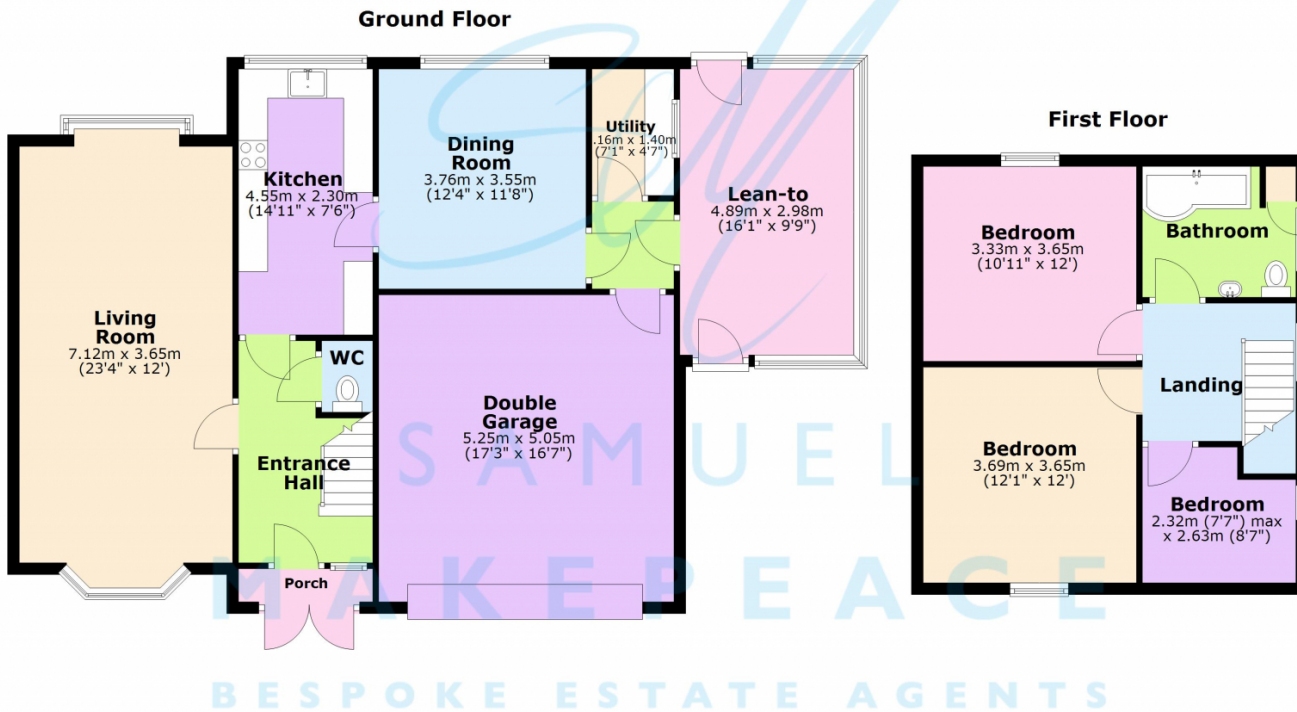 Ground Floor
Kitchen
4.55m x 2.30m
(14'11" x 7'6")
Dining
Room
3.76m x 3.55m
(12'4" x 11'8")
Utility
.16m x 1.40m
(7'1" x 4'7")
Lean-to
4.89m x 2.98m
(16'1" x 9'9")
Living
Room
7.12m x 3.65m
(23'4" x 12')
WC
Entrance
Hall
Double
Garage
5.25m x 5.05m
(17'3" x 16'7")
Porch
First Floor
Bedroom
3.33m x 3.65m
(10'11" x 12')
Bathroom
Landing
Bedroom
3.69m x 3.65m
(12'1" x 12')
Bedroom
2.32m (7'7") max
x 2.63m (8'7")
SAMUEL
MAKEPEACE
BESPOKE ESTATE AGENTS